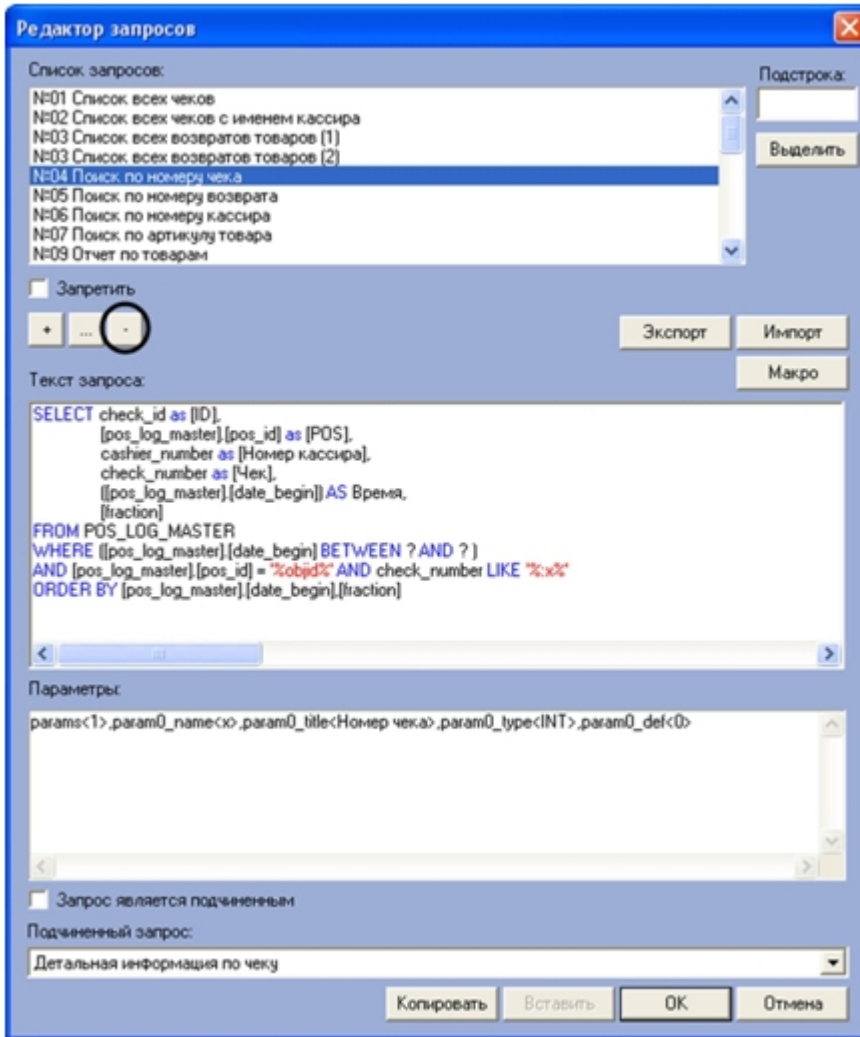 Редактор запросов
Список запросов:
Подстрока:
№01 Список всех чеков
№02 Список всех чеков с именем кассира
№03 Список всех возвратов товаров (1)
№03 Список всех возвратов товаров (2)
№04 Поиск по номеру чека
№05 Поиск по номеру возврата
№06 Поиск по номеру кассира
№07 Поиск по артикулу товара
№09 Отчет по товарам
Выделить
Запретить
+ ... -
Экспорт Импорт
Макро
Текст запроса:
SELECT check_id as [ID],
[pos_log_master].[pos_id] as [POS],
cashier_number as [Номер кассира],
check_number as [Чек],
([pos_log_master].[date_begin]) AS Время,
[fraction]
FROM POS_LOG_MASTER
WHERE ([pos_log_master].[date_begin] BETWEEN ? AND ? )
AND [pos_log_master].[pos_id] = '%objid%' AND check_number LIKE '%:x%'
ORDER BY [pos_log_master].[date_begin],[fraction]
Параметры:
params<1>,param0_name<x>,param0_title<Номер чека>,param0_type<INT>,param0_def<0>
Запрос является подчиненным
Подчиненный запрос:
Детальная информация по чеку
Копировать Вставить OK Отмена